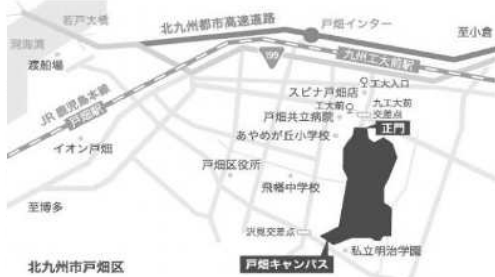 若戸大橋
北九州都市高速道路
戸畑インター
至小倉
洞海湾
渡船場
199
九州工大前駅
スピナ戸畑店
工大入口
JR 鹿児島本線
戸畑駅
工大前
九工大前
交差点
戸畑共立病院
正門
あやめが丘小学校
イオン戸畑
戸畑区役所
飛幡中学校
至博多
沢見交差点
私立明治学園
北九州市戸畑区
戸畑キャンパス